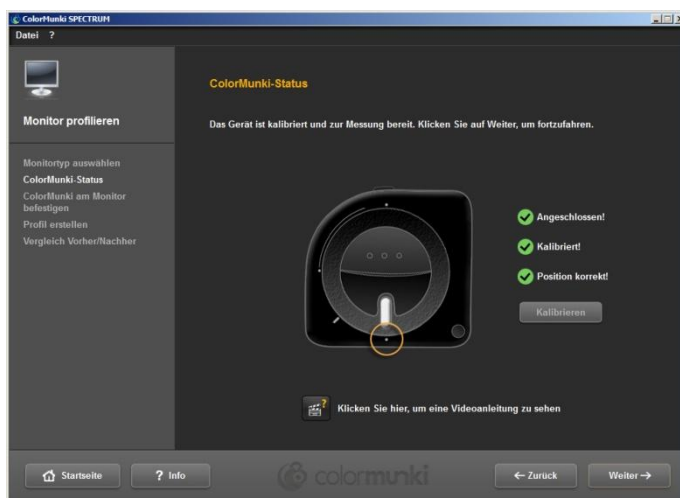 ColorMunki SPECTRUM
Datei ?
Monitor profilieren
Monitortyp auswählen
ColorMunki-Status
ColorMunki am Monitor
befestigen
Profil erstellen
Vergleich Vorher/Nachher
ColorMunki-Status
Das Gerät ist kalibriert und zur Messung bereit. Klicken Sie auf Weiter, um fortzufahren.
Angeschlossen!
Kalibriert!
Position korrekt!
Kalibrieren
Klicken Sie hier, um eine Videoanleitung zu sehen
Startseite
? Info
colormunki
← Zurück
Weiter →